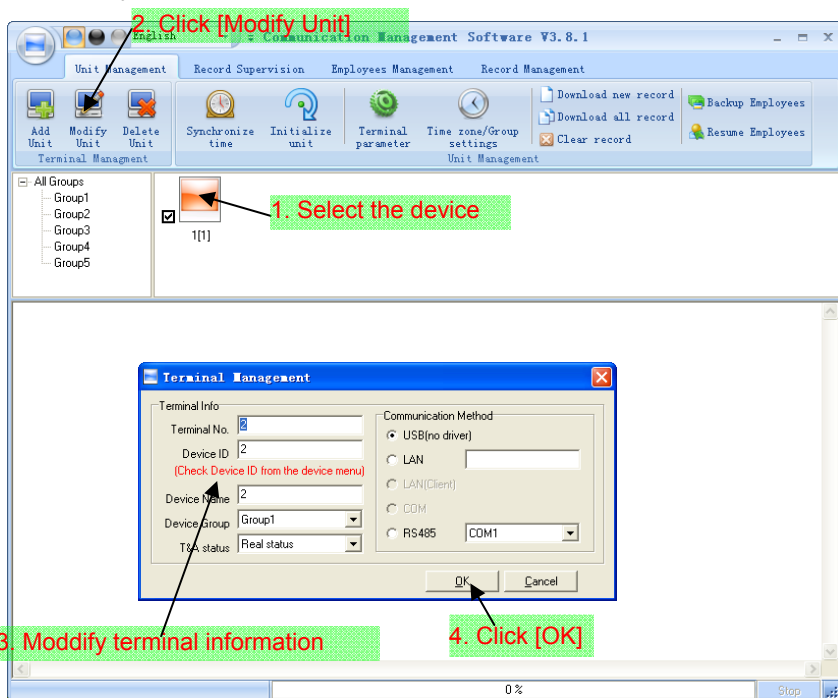 2. Click [Modify Unit]
English
Communication Management Software V3.8.1
Unit Management Record Supervision Employees Management Record Management
Add Unit
Modify Unit
Delete Unit
Terminal Managment
Synchronize time
Initialize unit
Terminal parameter
Time zone/Group settings
Download new record
Download all record
Clear record
Unit Management
Backup Employees
Resume Employees
All Groups
Group1
Group2
Group3
Group4
Group5
1[1]
1. Select the device
Terminal Management
Terminal Info
Terminal No. 2
Device ID 2
(Check Device ID from the device menu)
Device Name 2
Device Group Group1
T&A status Real status
Communication Method
USB(no driver)
LAN
LAN(Client)
COM
RS485 COM1
OK Cancel
3. Moddify terminal information
4. Click [OK]
0 %
Stop